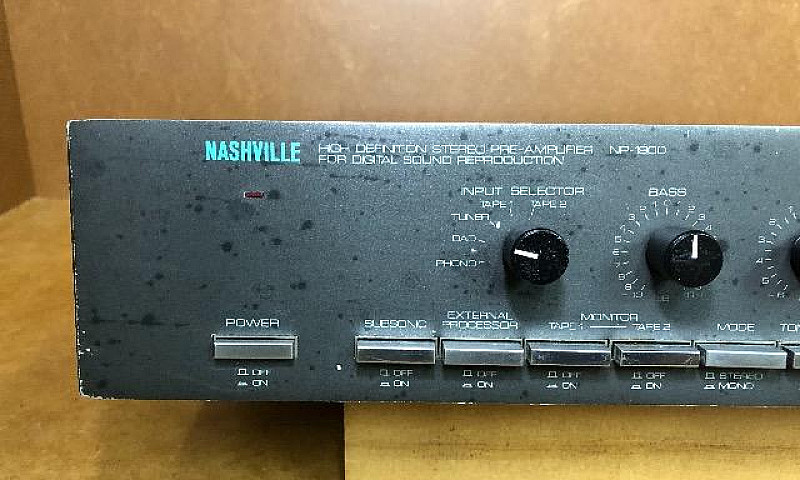 NASHVILLE
HIGH DEFINITION STEREO PRE-AMPLIFIER NP-1900
FOR DIGITAL SOUND REPRODUCTION
INPUT SELECTOR
TAPE 1 TAPE 2
TUNER
DAD
PHONO
BASS
POWER
OFF
ON
SUBSONIC
OFF
ON
EXTERNAL
PROCESSOR
OFF
ON
MONITOR
TAPE 1 TAPE 2
OFF
ON
OFF
ON
MODE
STEREO
MONO